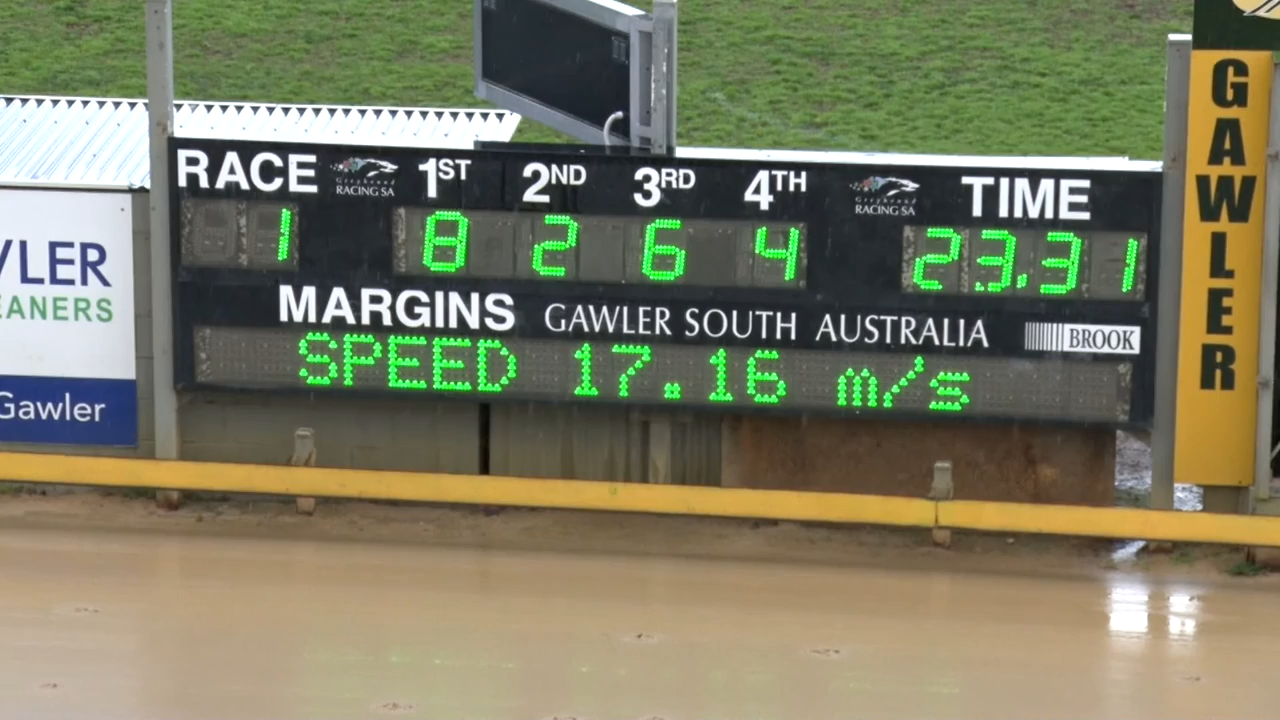 RACE 1ST 2ND 3RD 4TH TIME
Greyhound RACING SA
Greyhound RACING SA
1 8 2 6 4 23.31
MARGINS GAWLER SOUTH AUSTRALIA BROOK
SPEED 17.16 m/s
GAWLER
VLER
EANERS
Gawler